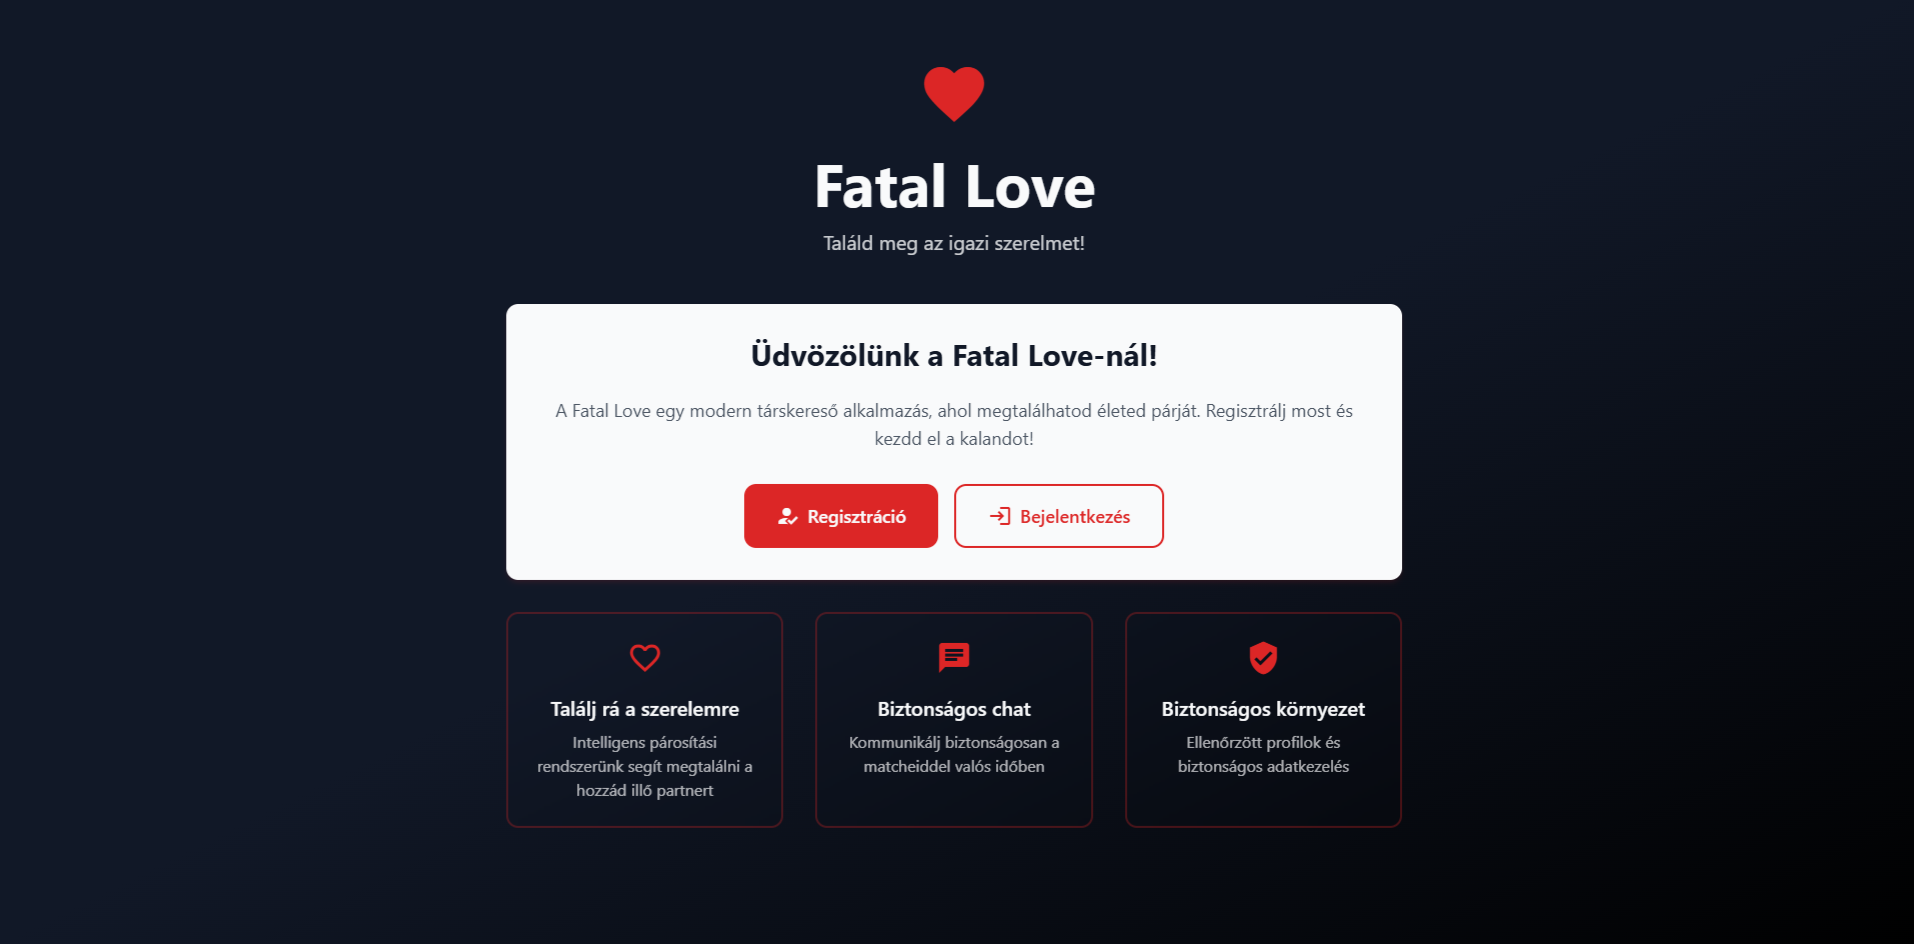 Fatal Love
Találd meg az igazi szerelmet!
Üdvözölünk a Fatal Love-nál!
A Fatal Love egy modern társkereső alkalmazás, ahol megtalálhatod életed párját. Regisztrálj most és
kezdd el a kalandot!
Regisztráció
Bejelentkezés
Találj rá a szerelemre
Intelligens párosítási
rendszerünk segít megtalálni a
hozzád illő partnert
Biztonságos chat
Kommunikálj biztonságosan a
matcheiddel valós időben
Biztonságos környezet
Ellenőrzött profilok és
biztonságos adatkezelés